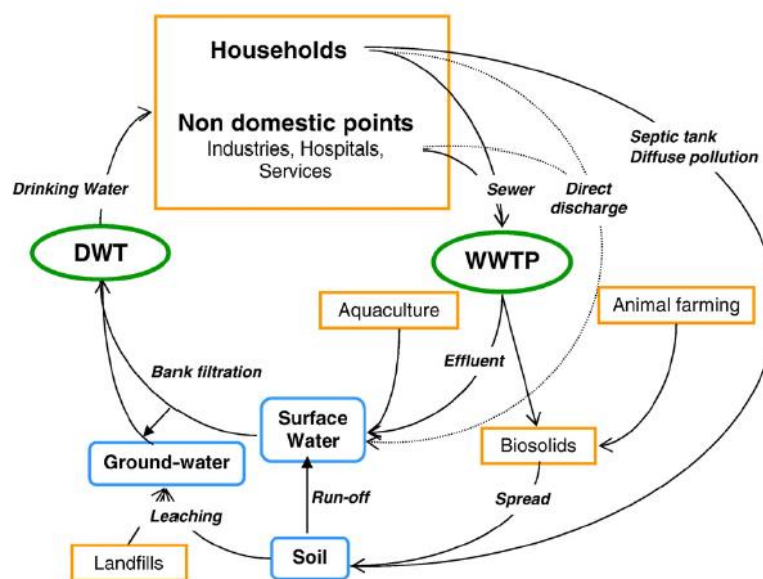 Households
Non domestic points
Industries, Hospitals,
Services
Septic tank
Diffuse pollution
Drinking Water
Sewer
Direct
discharge
DWT
WWTP
Aquaculture
Animal farming
Bank filtration
Effluent
Surface
Water
Biosolids
Ground-water
Run-off
Spread
Leaching
Landfills
Soil